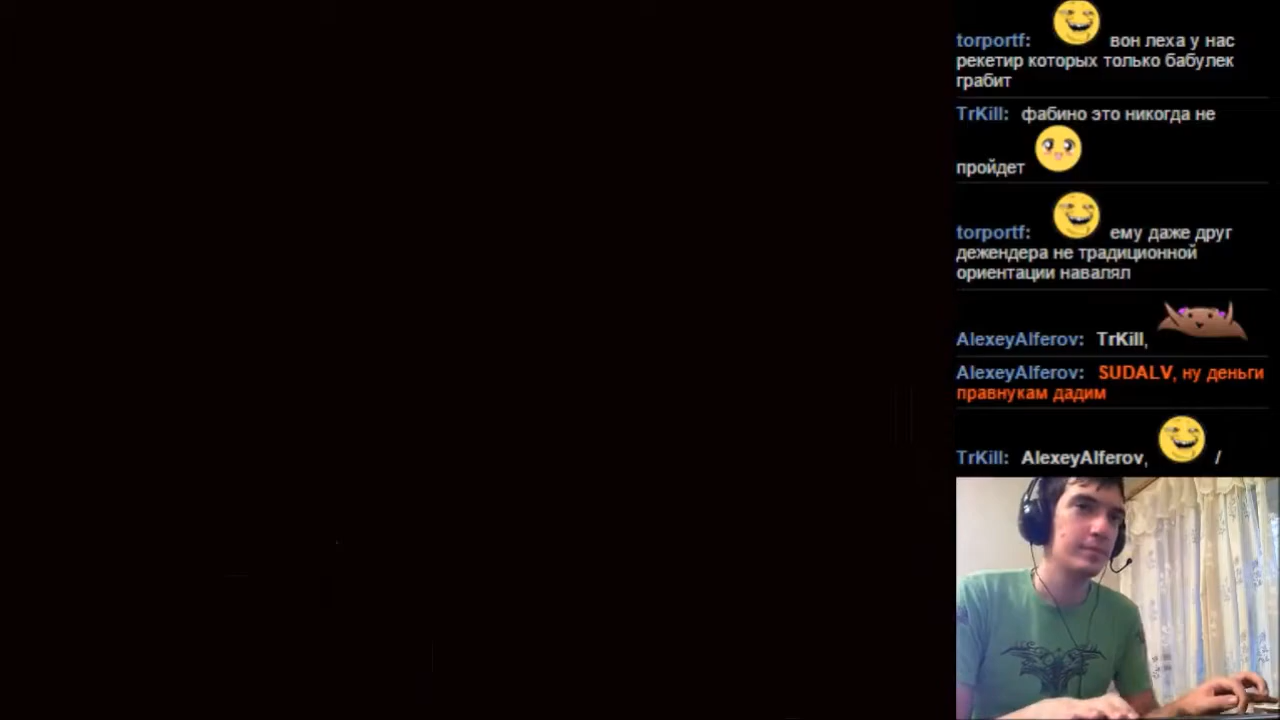 torportf: вон леха у нас
рекетир которых только бабулек
грабит
TrKill: фабино это никогда не
пройдет
torportf: ему даже друг
дежендера не традиционной
ориентации навалял
AlexeyAlferov: TrKill,
AlexeyAlferov: SUDALV, ну деньги
правнукам дадим
TrKill: AlexeyAlferov, /